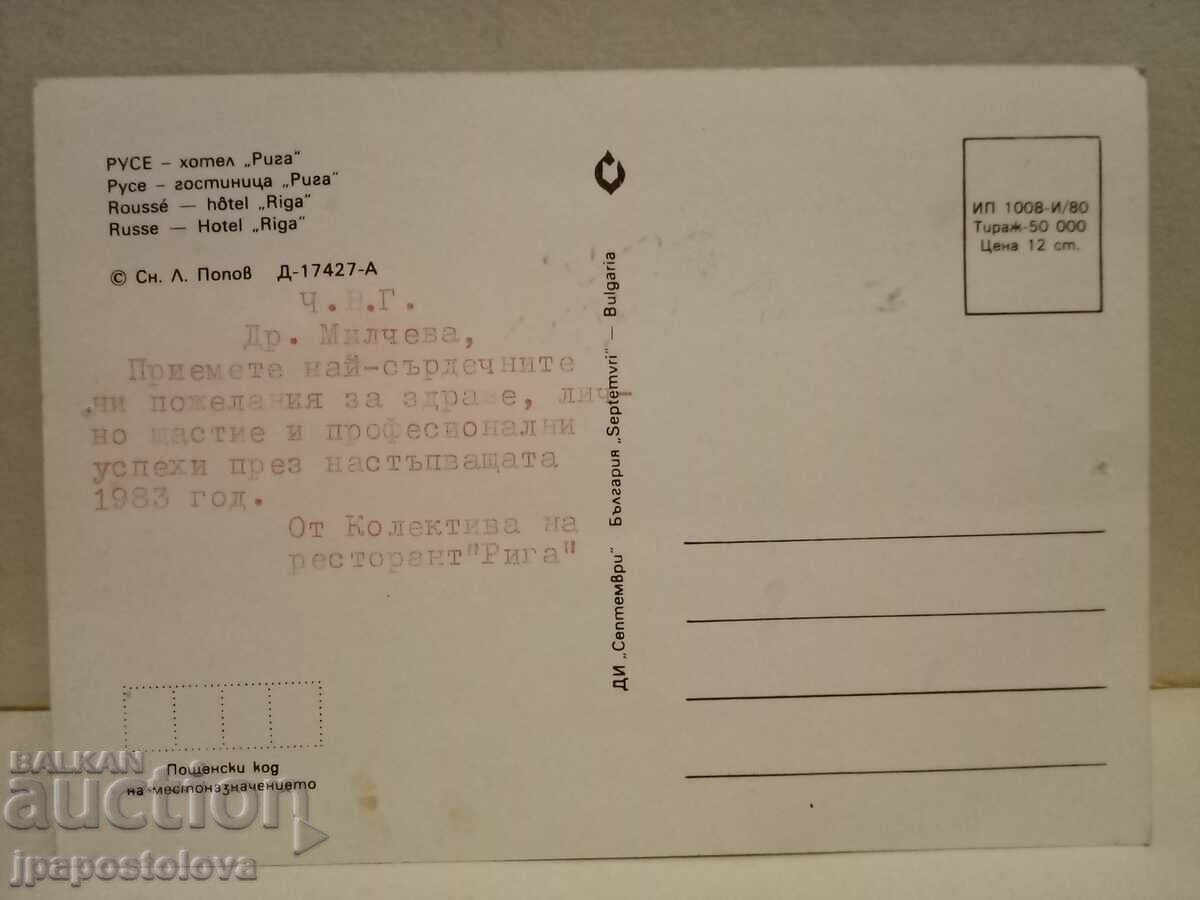 РУСЕ – хотел „Рига“
Русе – гостиница „Рига“
Roussé — hôtel „Riga“
Russe — Hotel „Riga“
© Сн. Л. Попов Д-17427-А
Ч.Н.Г.
Др. Милчева,
Приемете най-сърдечните
ни пожелания за здраве, лич-
но щастие и професионални
успехи през настъпващата
1983 год.
От Колектива на
ресторант"Рига"
Пощенски код
на местоназначението
ДИ „Септември“ България „Septemvri“ — Bulgaria
ИП 1008-И/80
Тираж-50 000
Цена 12 ст.
BALKAN
auction
jpapostolova